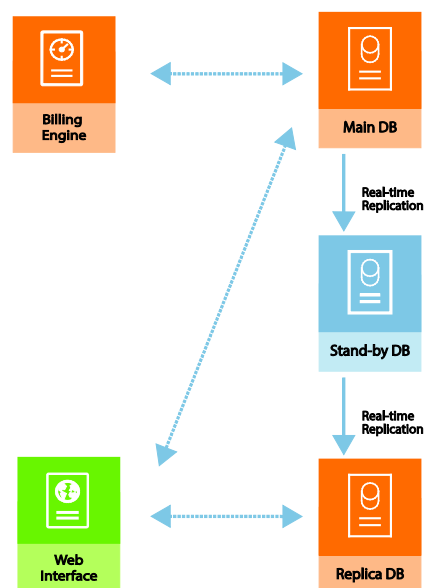 Billing
Engine
Main DB
Real-time
Replication
Stand-by DB
Real-time
Replication
Web
Interface
Replica DB